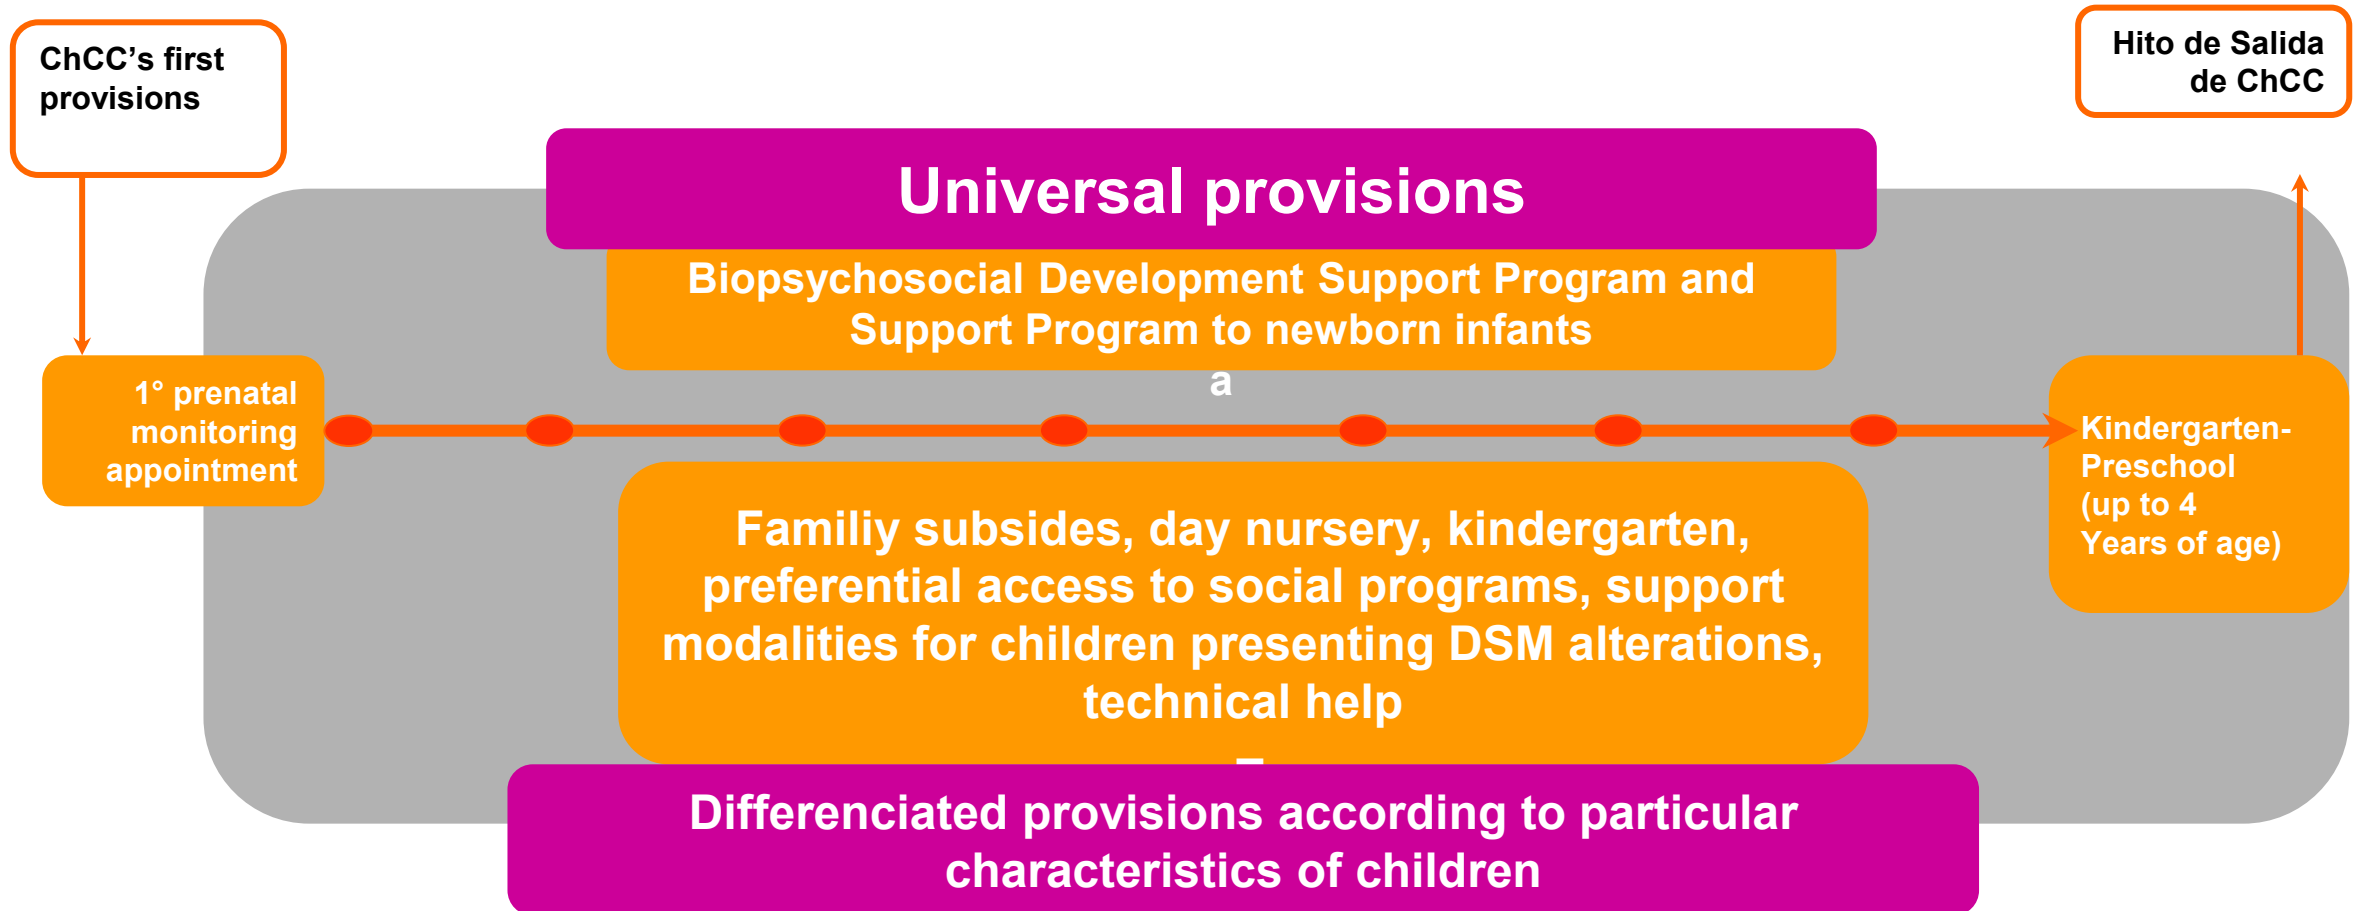 ChCC’s first
provisions
Hito de Salida
de ChCC
Universal provisions
Biopsychosocial Development Support Program and
Support Program to newborn infants
a
1° prenatal
monitoring
appointment
Kindergarten-
Preschool
(up to 4
Years of age)
Familiy subsides, day nursery, kindergarten,
preferential access to social programs, support
modalities for children presenting DSM alterations,
technical help
Differenciated provisions according to particular
characteristics of children